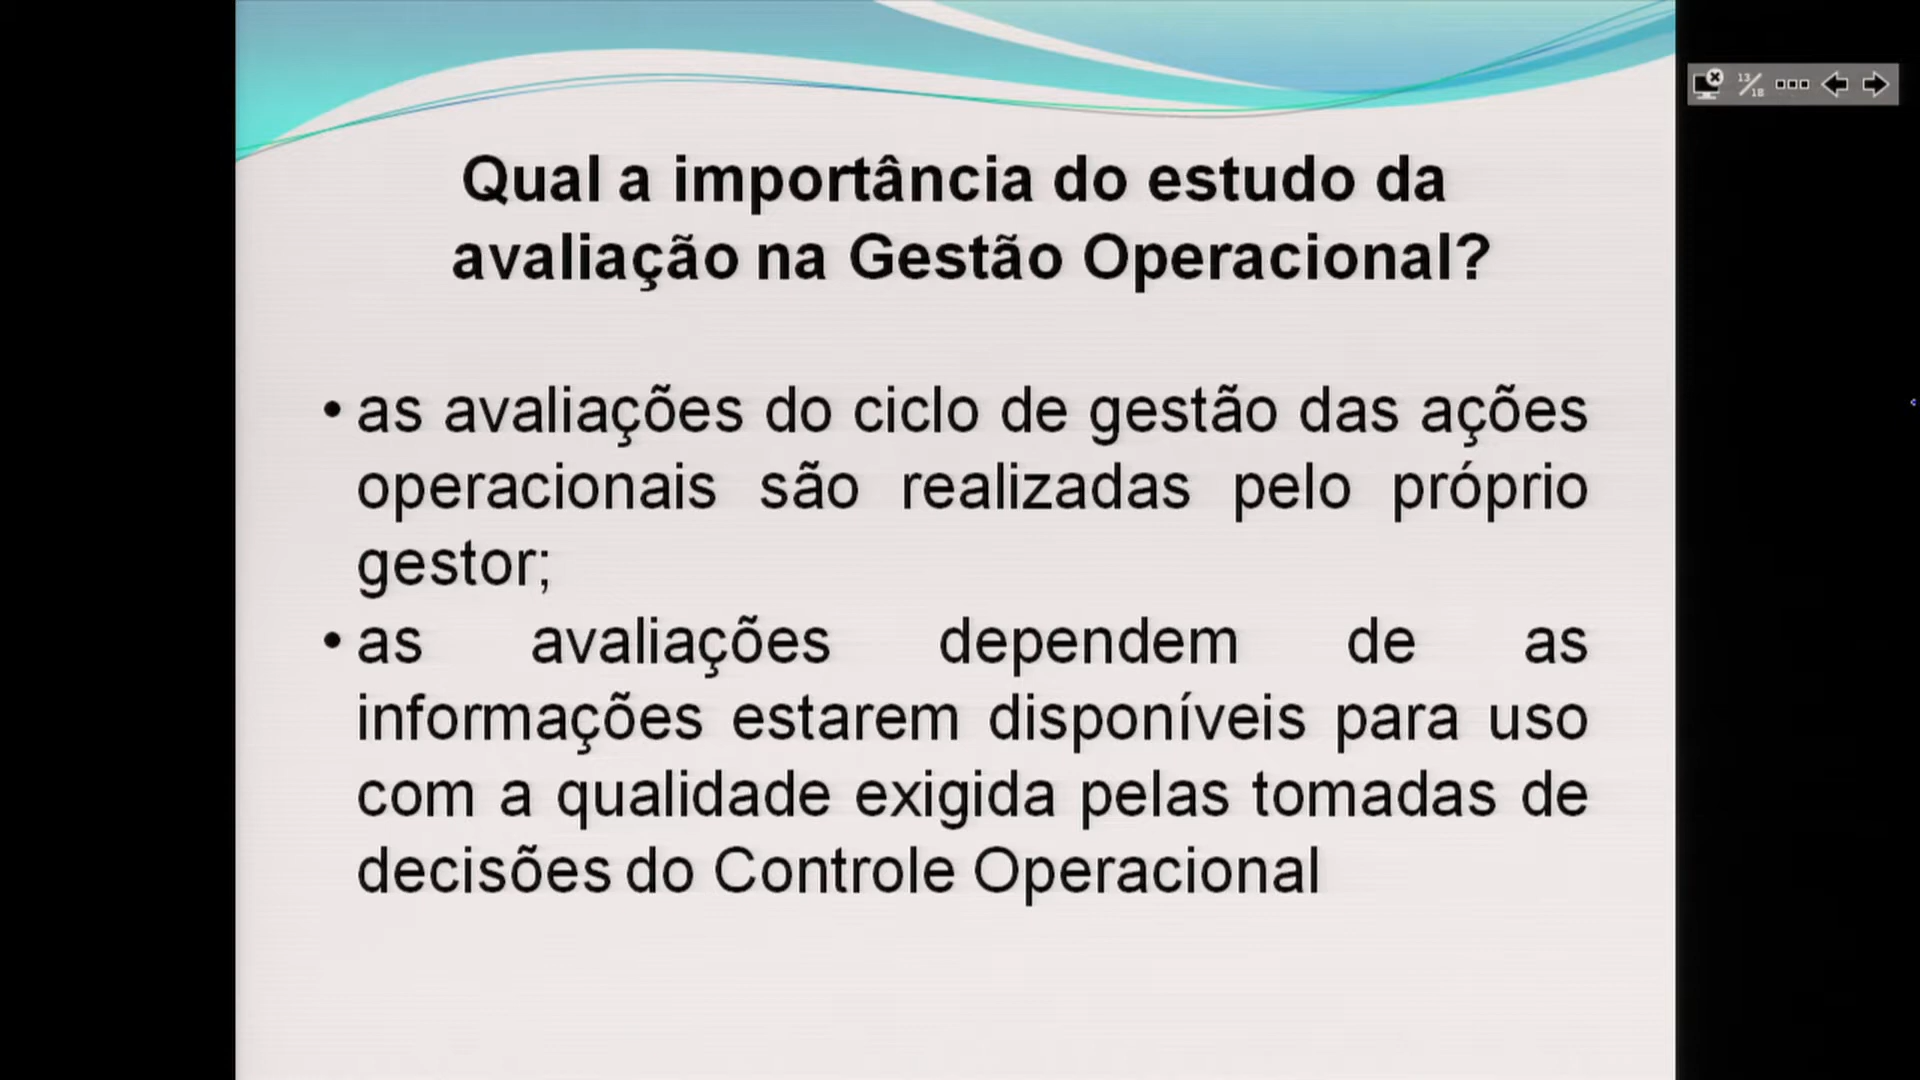 13/18
Qual a importância do estudo da
avaliação na Gestão Operacional?
• as avaliações do ciclo de gestão das ações
operacionais são realizadas pelo próprio
gestor;
• as avaliações dependem de as
informações estarem disponíveis para uso
com a qualidade exigida pelas tomadas de
decisões do Controle Operacional